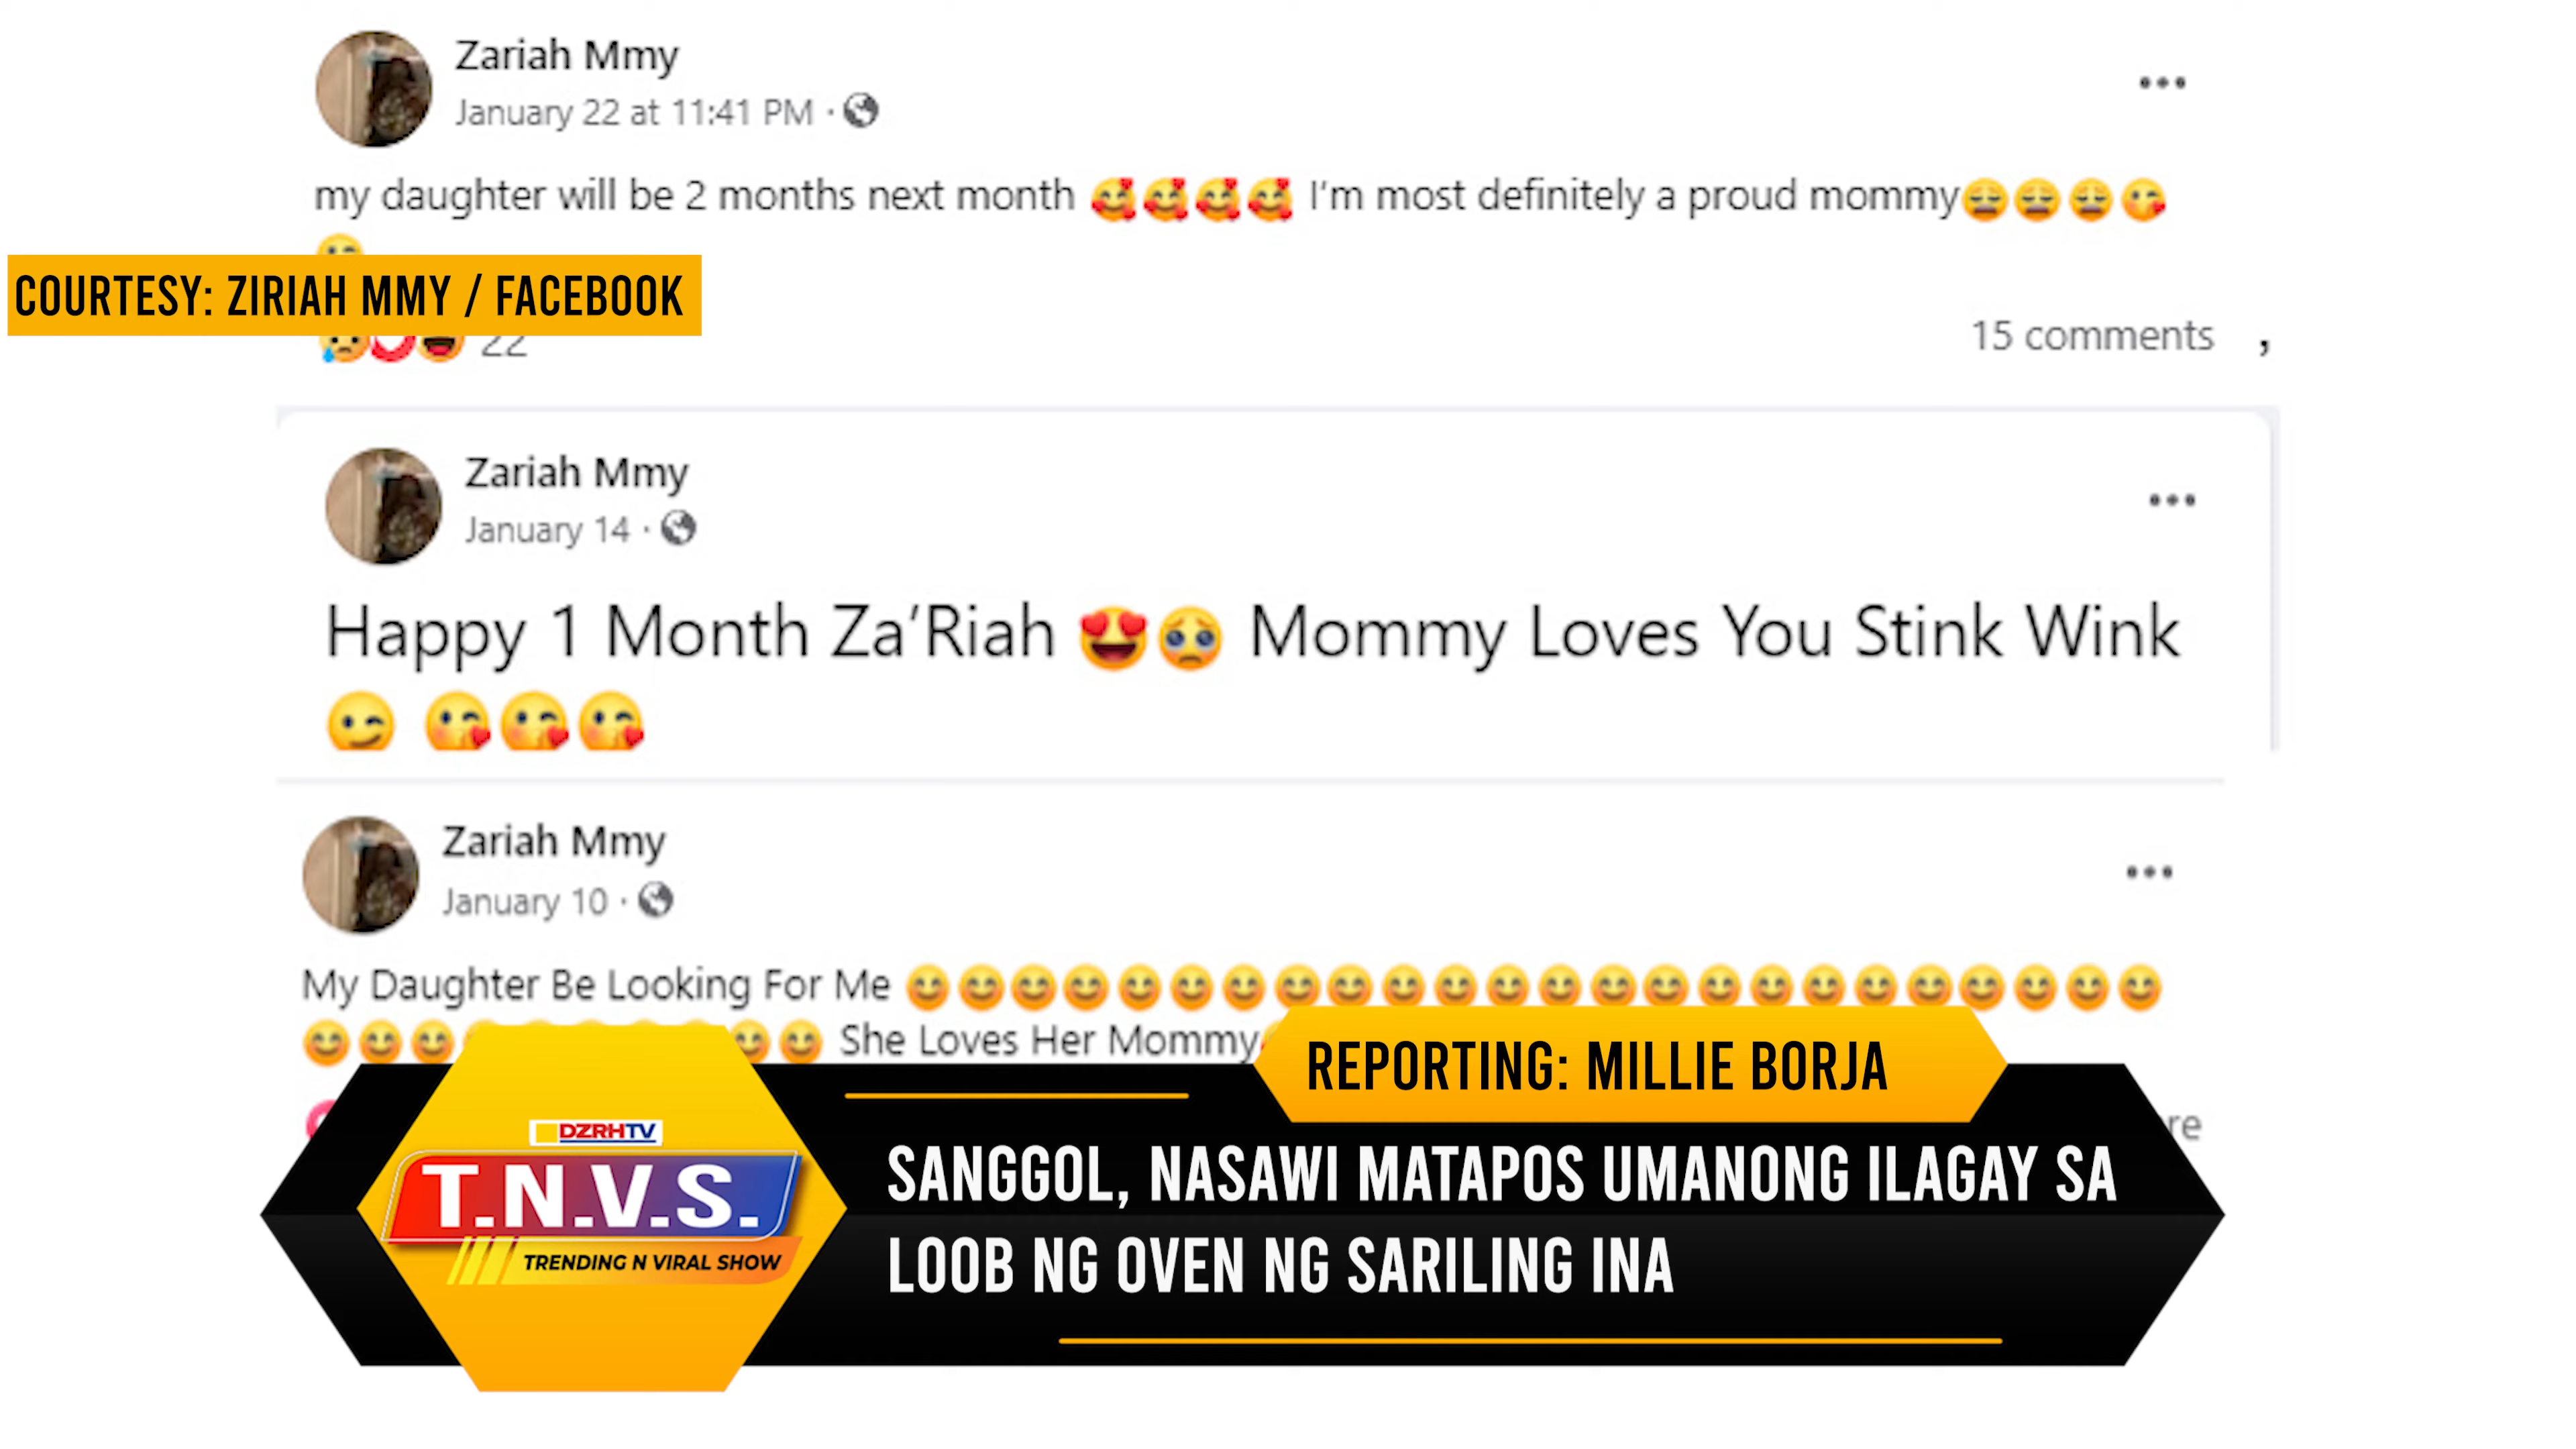 Zariah Mmy
January 22 at 11:41 PM ·
my daughter will be 2 months next month 🥰🥰🥰🥰 I'm most definitely a proud mommy😩😩😩😘
COURTESY: ZIRIAH MMY / FACEBOOK
22
15 comments
,
Zariah Mmy
January 14 ·
Happy 1 Month Za'Riah 😍🥺 Mommy Loves You Stink Wink
😉 😘😘😘
Zariah Mmy
January 10 ·
My Daughter Be Looking For Me 😊😊😊😊😊😊😊😊😊😊😊😊😊😊😊😊😊😊😊😊😊😊😊😊
😊😊😊 😊😊 She Loves Her Mommy
REPORTING: MILLIE BORJA
DZRHTV
T.N.V.S.
TRENDING N VIRAL SHOW
SANGGOL, NASAWI MATAPOS UMANONG ILAGAY SA
LOOB NG OVEN NG SARILING INA